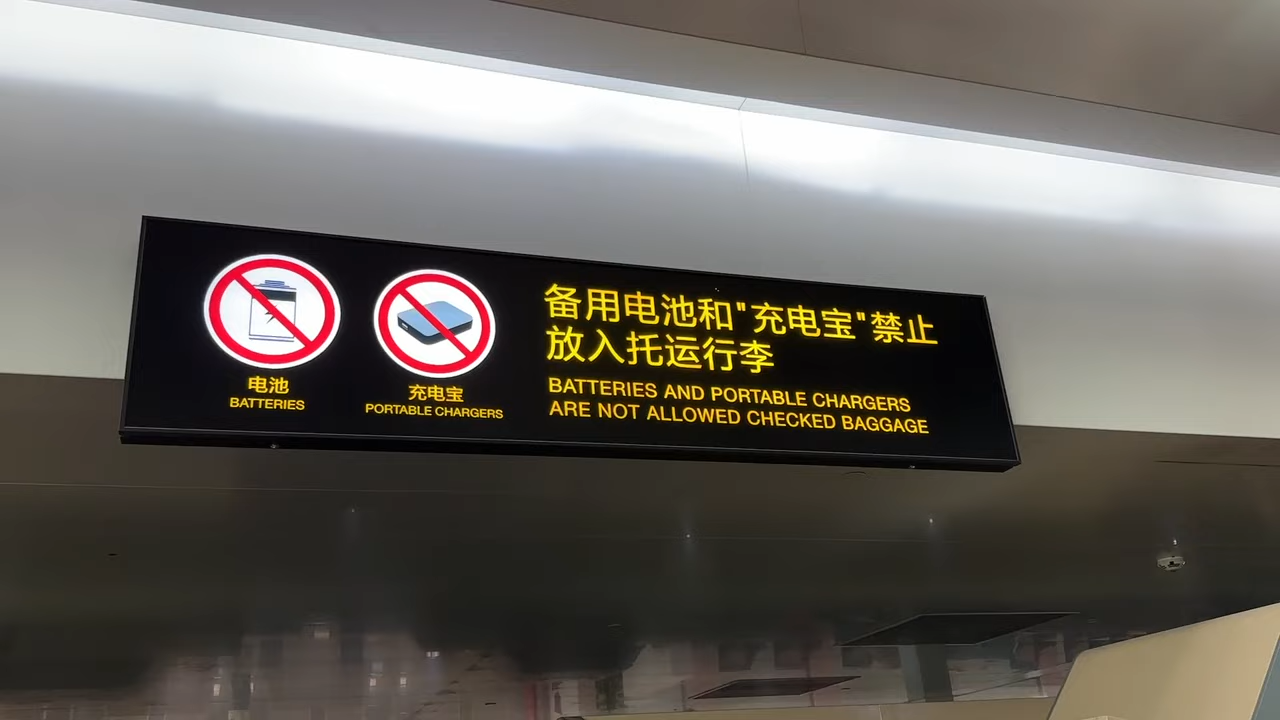 电池
BATTERIES
充电宝
PORTABLE CHARGERS
备用电池和"充电宝"禁止
放入托运行李
BATTERIES AND PORTABLE CHARGERS
ARE NOT ALLOWED CHECKED BAGGAGE